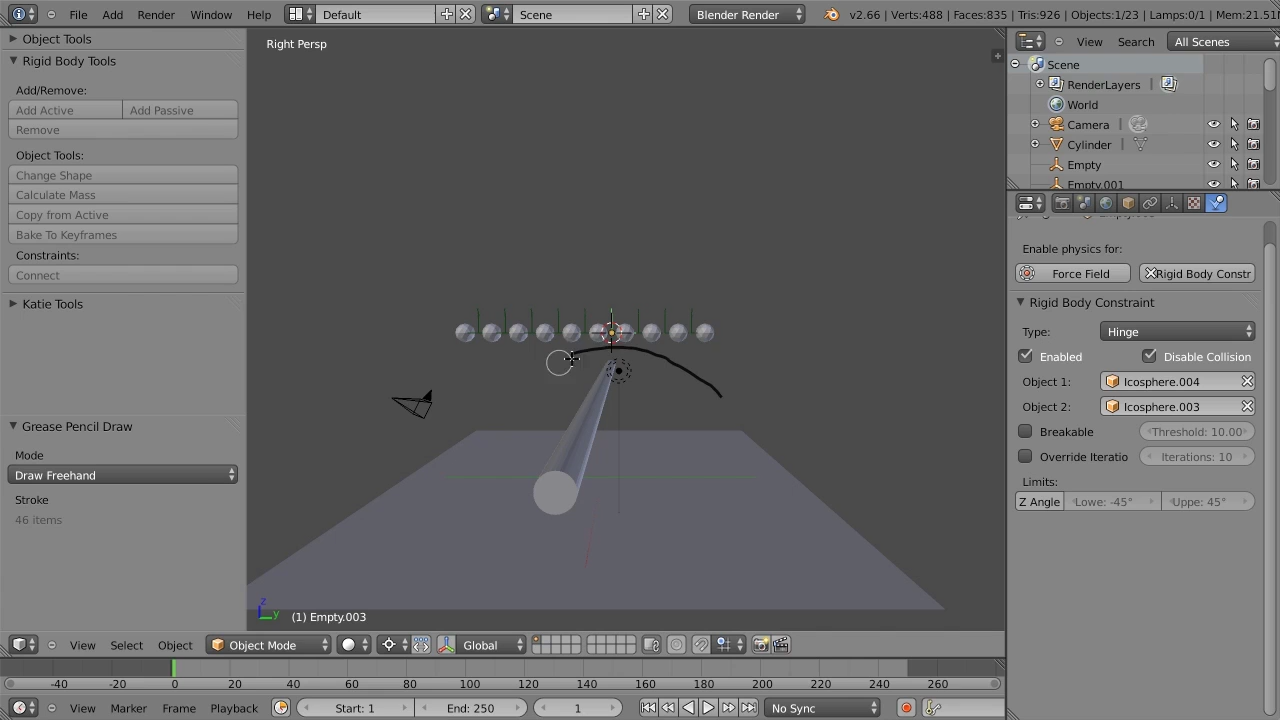 File Add Render Window Help Default Scene Blender Render v2.66 | Verts:488 | Faces:835 | Tris:926 | Objects:1/23 | Lamps:0/1 | Mem:21.51
Object Tools
Rigid Body Tools
Add/Remove:
Add Active Add Passive
Remove
Object Tools:
Change Shape
Calculate Mass
Copy from Active
Bake To Keyframes
Constraints:
Connect
Katie Tools
Grease Pencil Draw
Mode
Draw Freehand
Stroke
46 items
Right Persp
z
y
(1) Empty.003
View Select Object Object Mode Global
-40 -20 0 20 40 60 80 100 120 140 160 180 200 220 240 260
View Marker Frame Playback Start: 1 End: 250 1 No Sync
View Search All Scenes
Scene
RenderLayers
World
Camera
Cylinder
Empty
Empty.001
Enable physics for:
Force Field Rigid Body Constr
Rigid Body Constraint
Type: Hinge
Enabled Disable Collision
Object 1: Icosphere.004
Object 2: Icosphere.003
Breakable Threshold: 10.00
Override Iteratio Iterations: 10
Limits:
Z Angle Lowe: -45° Uppe: 45°